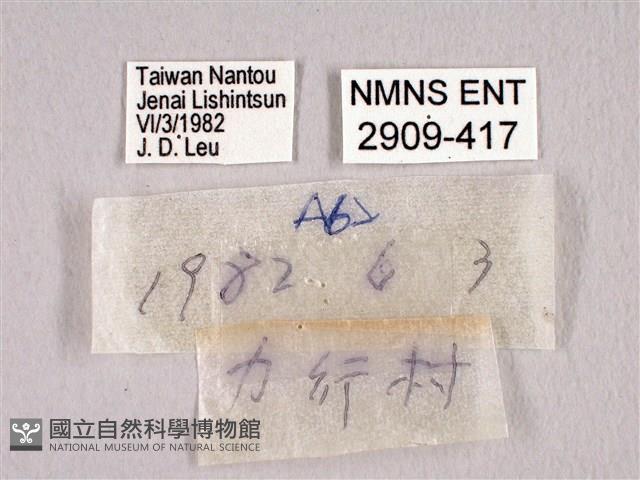 Taiwan Nantou
Jenai Lishintsun
VI/3/1982
J. D. Leu
NMNS ENT
2909-417
1982 6 3
力行村
國立自然科學博物館
NATIONAL MUSEUM OF NATURAL SCIENCE